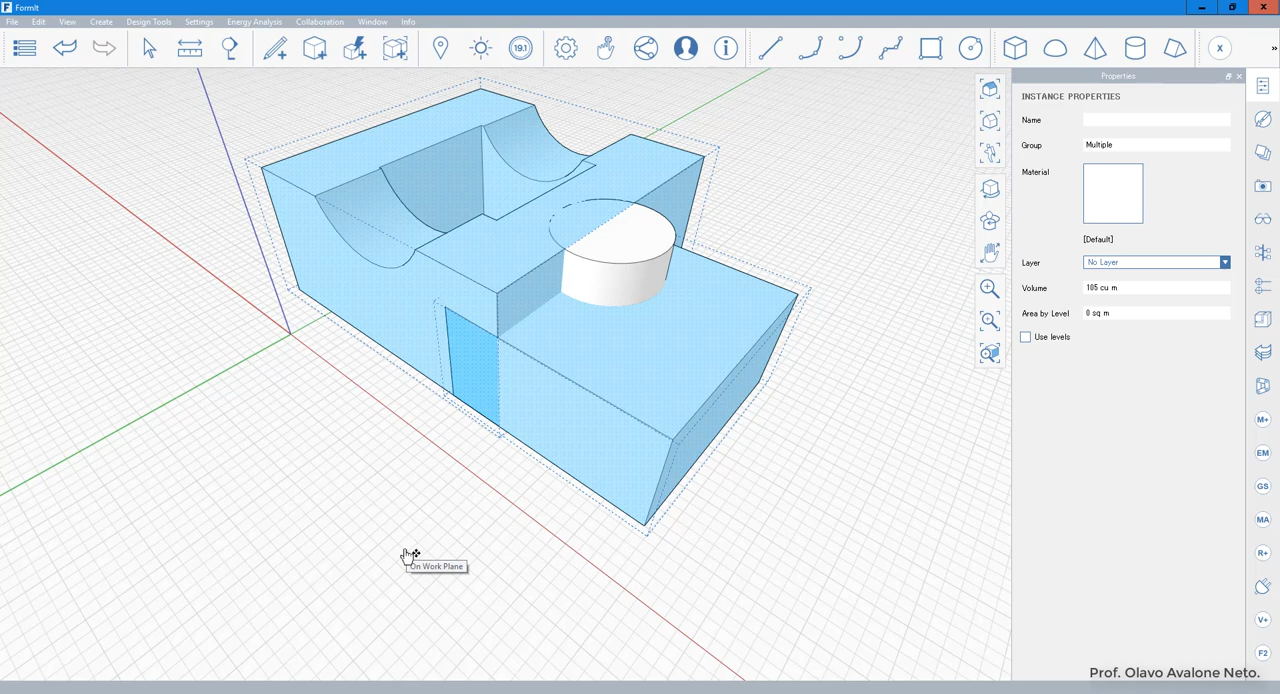 FormIt
File Edit View Create Design Tools Settings Energy Analysis Collaboration Window Info
19.1
X
»
Properties
INSTANCE PROPERTIES
Name
Group Multiple
Material
[Default]
Layer No Layer
Volume 105 cu m
Area by Level 0 sq m
Use levels
M+
EM
GS
MA
R+
V+
F2
On Work Plane
Prof. Olavo Avalone Neto.